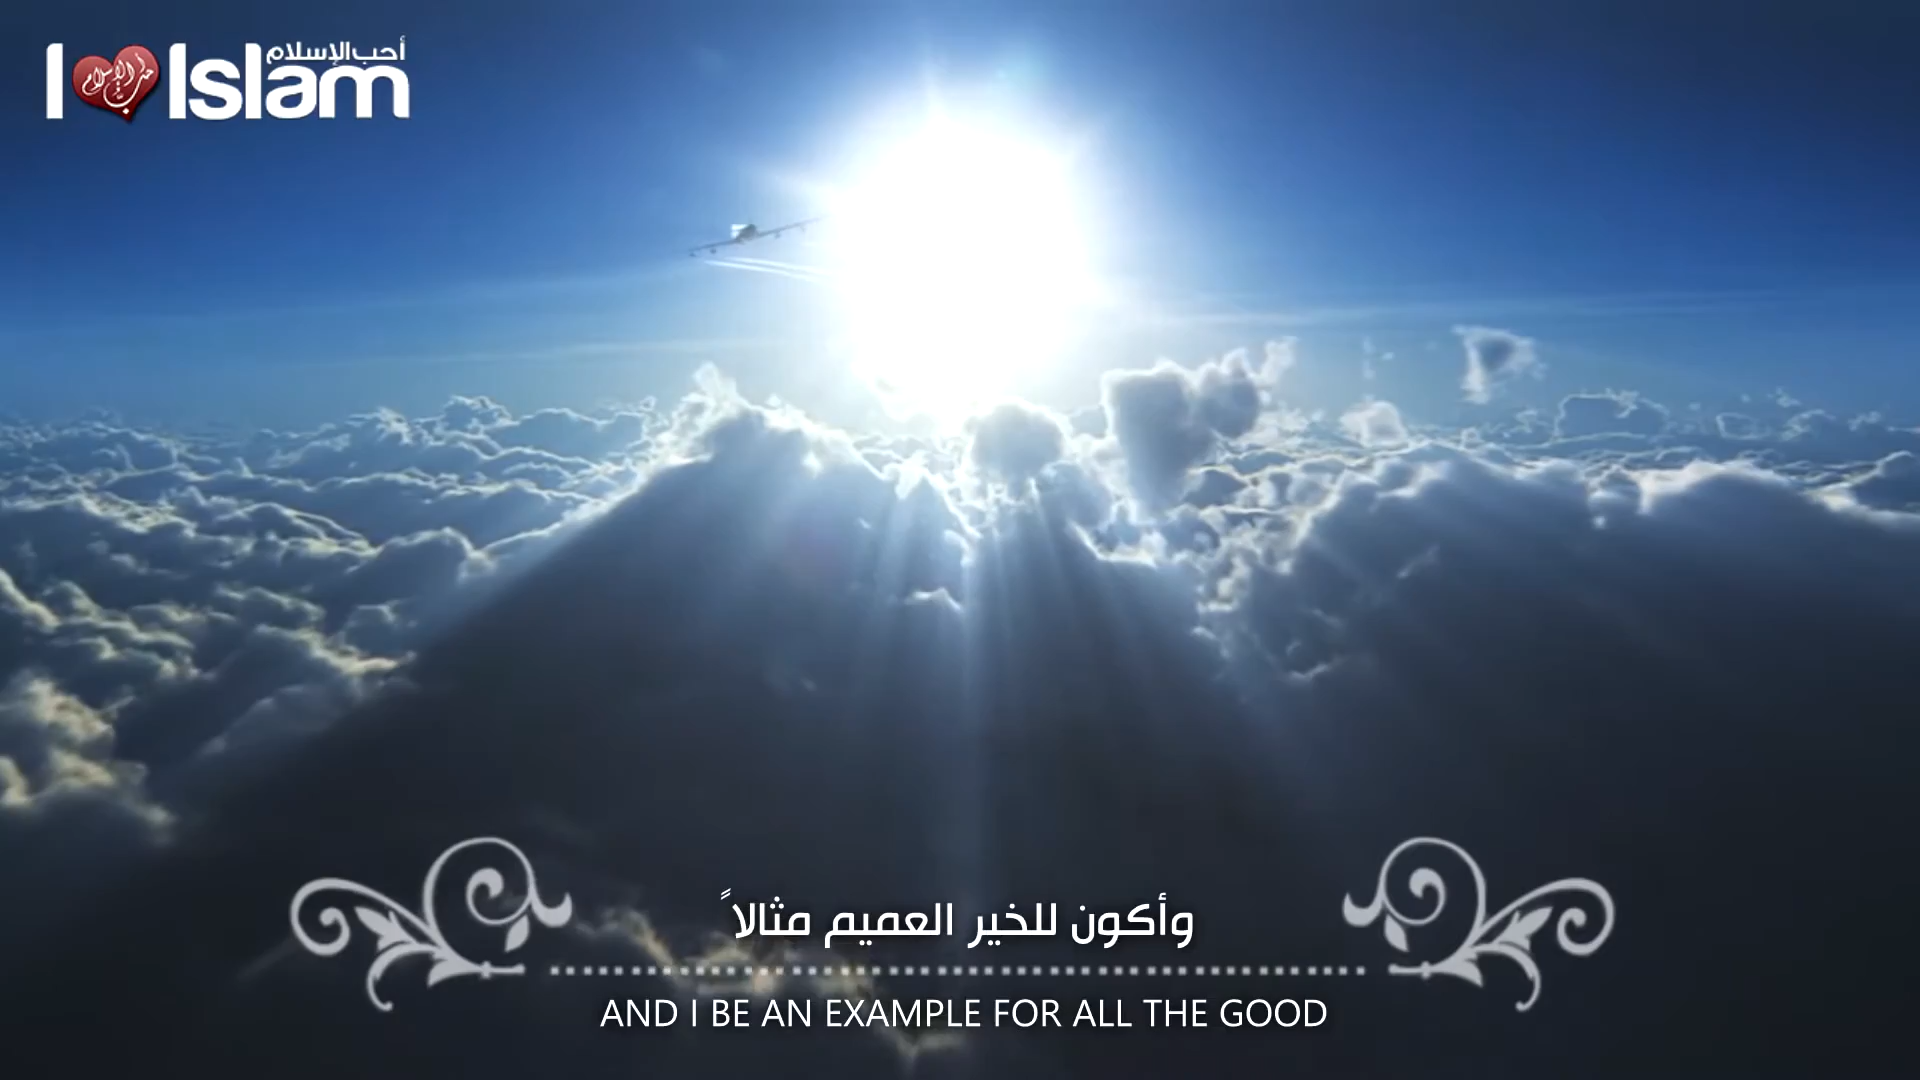 أحب الإسلام
I Islam
وأكون للخير العميم مثالاً
AND I BE AN EXAMPLE FOR ALL THE GOOD